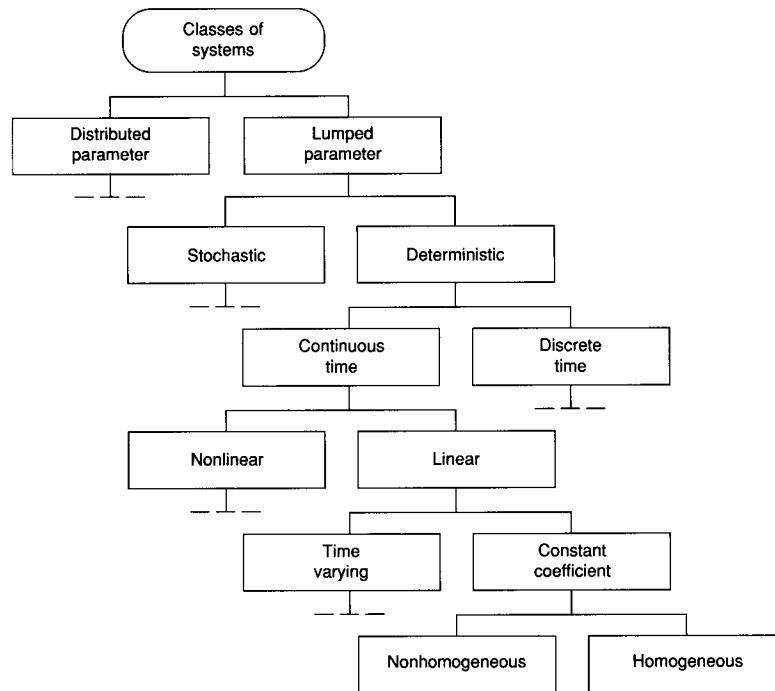 Classes of
systems
Distributed
parameter
Lumped
parameter
Stochastic
Deterministic
Continuous
time
Discrete
time
Nonlinear
Linear
Time
varying
Constant
coefficient
Nonhomogeneous
Homogeneous